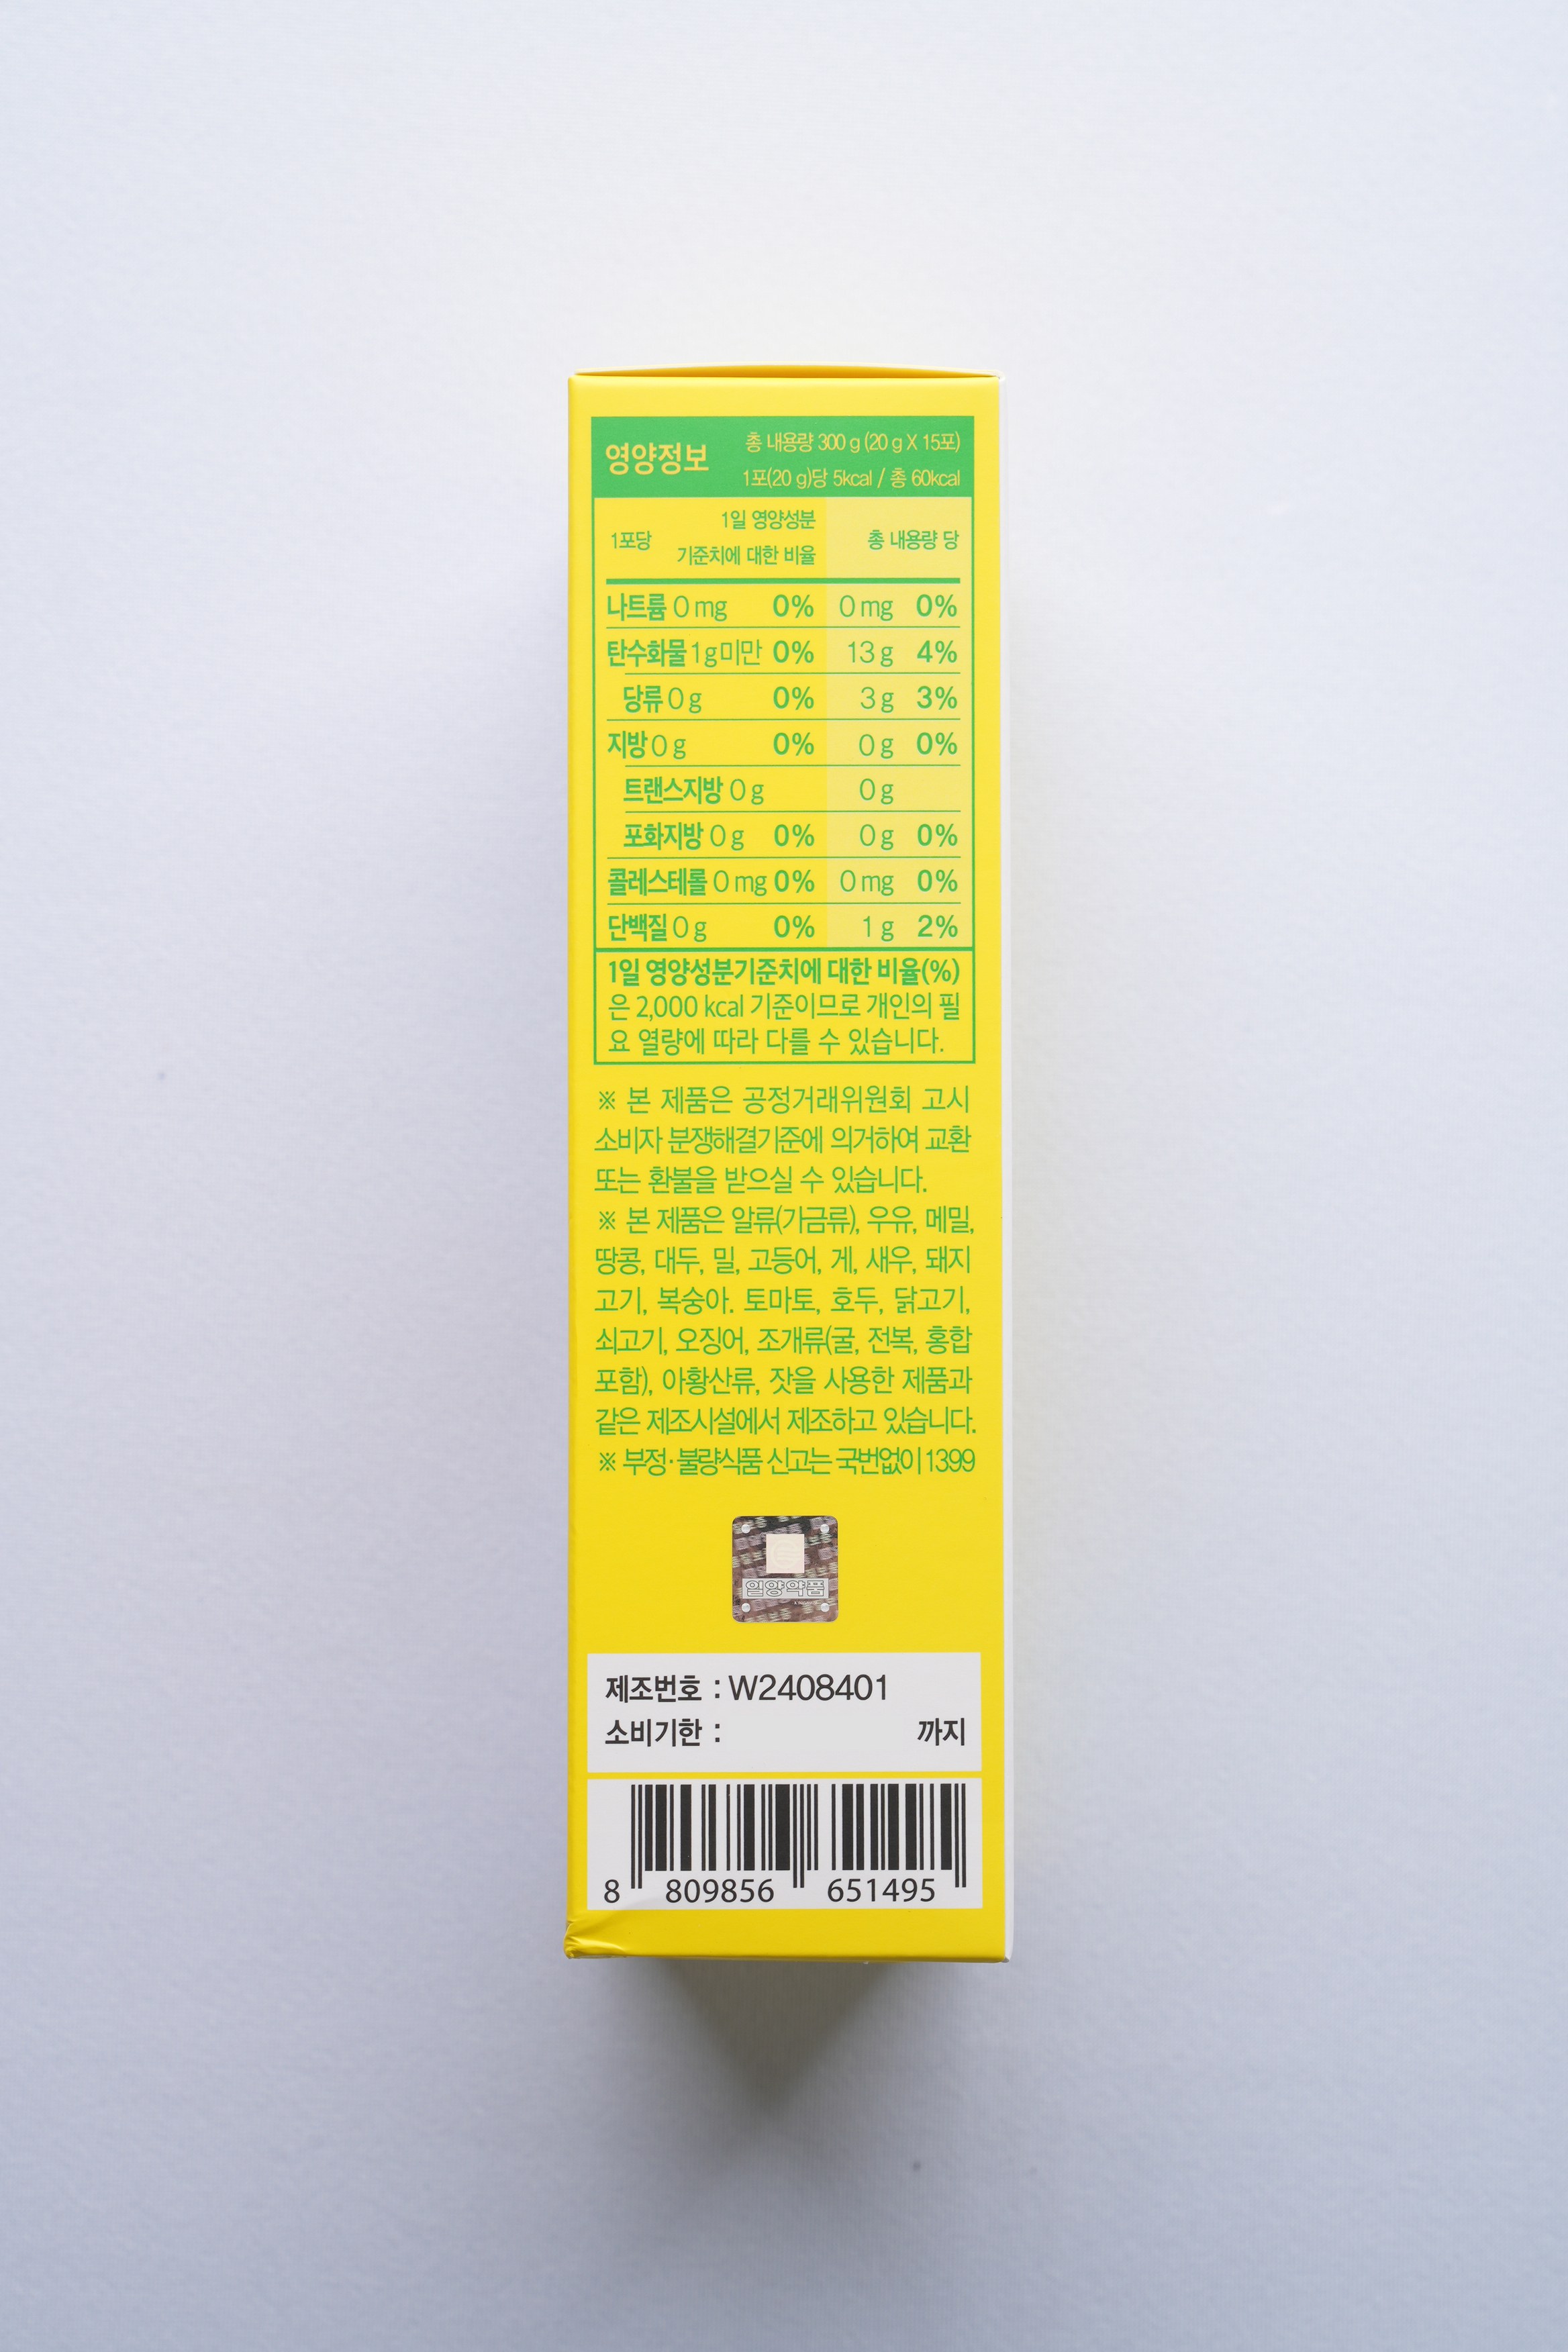 영양정보
총 내용량 300 g (20 g X 15포)
1포(20 g)당 5kcal / 총 60kcal
1포당 1일 영양성분 기준치에 대한 비율 총 내용량 당
나트륨 0 mg 0% 0 mg 0%
탄수화물 1g미만 0% 13 g 4%
당류 0 g 0% 3 g 3%
지방 0 g 0% 0 g 0%
트랜스지방 0 g 0 g
포화지방 0 g 0% 0 g 0%
콜레스테롤 0 mg 0% 0 mg 0%
단백질 0 g 0% 1 g 2%
1일 영양성분기준치에 대한 비율(%)
은 2,000 kcal 기준이므로 개인의 필
요 열량에 따라 다를 수 있습니다.
※ 본 제품은 공정거래위원회 고시
소비자 분쟁해결기준에 의거하여 교환
또는 환불을 받으실 수 있습니다.
※ 본 제품은 알류(가금류), 우유, 메밀,
땅콩, 대두, 밀, 고등어, 게, 새우, 돼지
고기, 복숭아. 토마토, 호두, 닭고기,
쇠고기, 오징어, 조개류(굴, 전복, 홍합
포함), 아황산류, 잣을 사용한 제품과
같은 제조시설에서 제조하고 있습니다.
※ 부정·불량식품 신고는 국번없이 1399
일양약품
제조번호 : W2408401
소비기한 : 까지
8 809856 651495